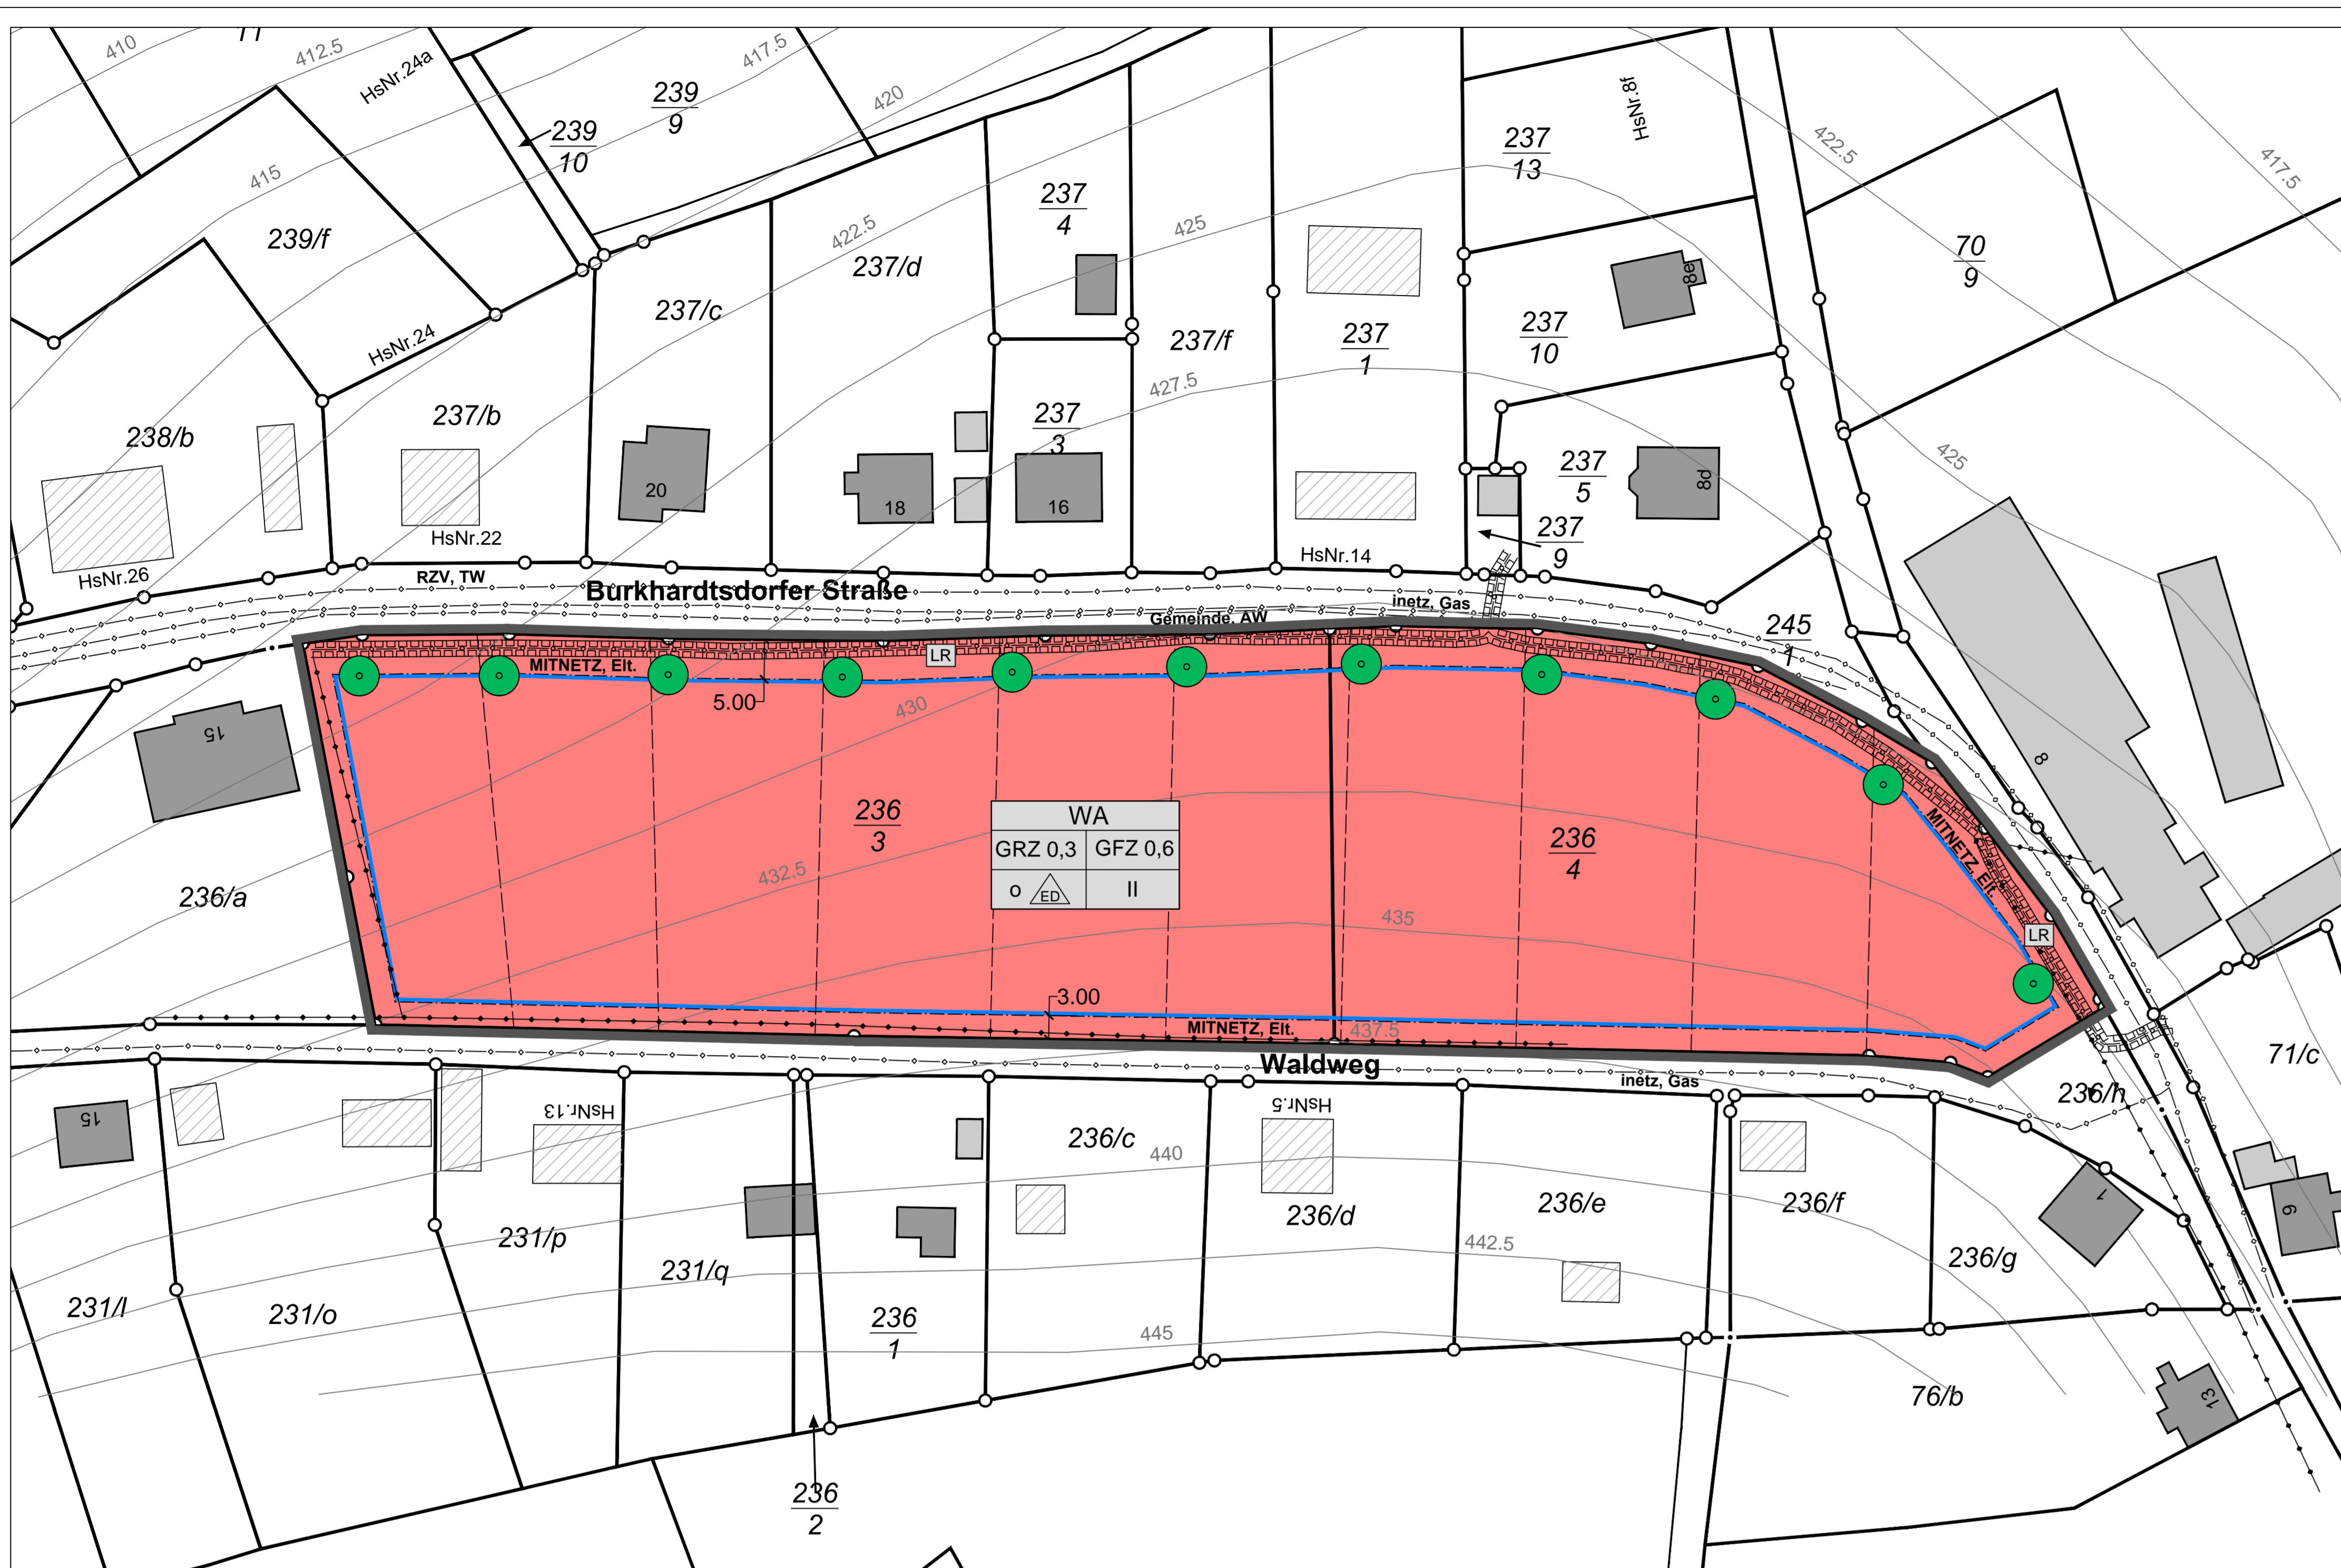 410
412.5
HsNr.24a
417.5
239
9
420
239
10
415
239/f
237
4
237
13
HsNr.8f
422.5
417.5
422.5
425
237/d
70
9
237/c
HsNr.24
237/f
237
1
237
10
8e
427.5
238/b
237/b
237
3
425
237
5
8d
20
18
16
HsNr.22
HsNr.14
237
9
HsNr.26
RZV, TW
Burkhardtsdorfer Straße
inetz, Gas
Gemeinde, AW
245
1
LR
MITNETZ, Elt.
5.00
430
15
8
236
3
WA
GRZ 0,3
GFZ 0,6
o
ED
II
236
4
MITNETZ, Elt.
432.5
236/a
435
LR
3.00
MITNETZ, Elt.
437.5
Waldweg
inetz, Gas
71/c
236/h
15
HsNr.13
HsNr.5
236/c
440
236/d
236/e
236/f
1
9
231/p
442.5
236/g
231/q
231/l
231/o
236
1
445
76/b
13
236
2